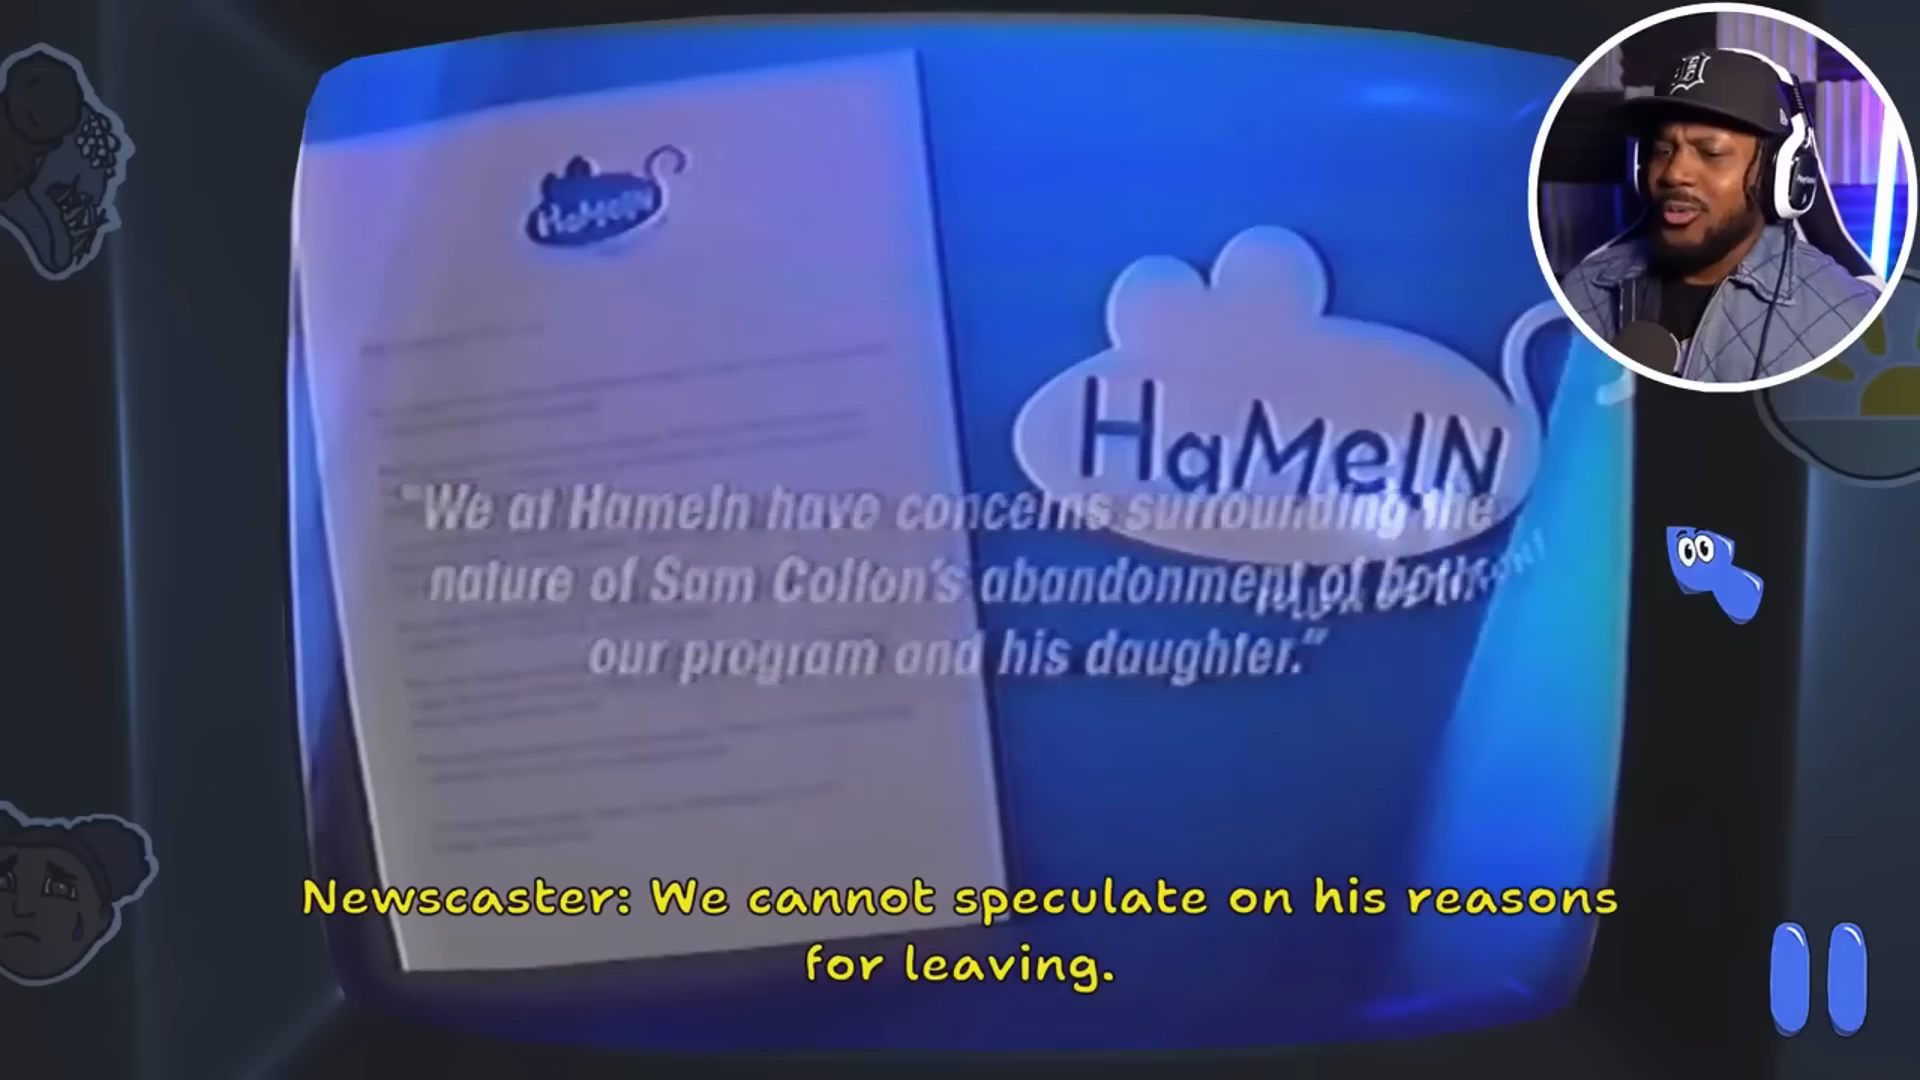 HaMelN
HaMelN
"We at Hameln have concerns surrounding the
nature of Sam Colton's abandonment of both
our program and his daughter."
Newscaster: We cannot speculate on his reasons
for leaving.